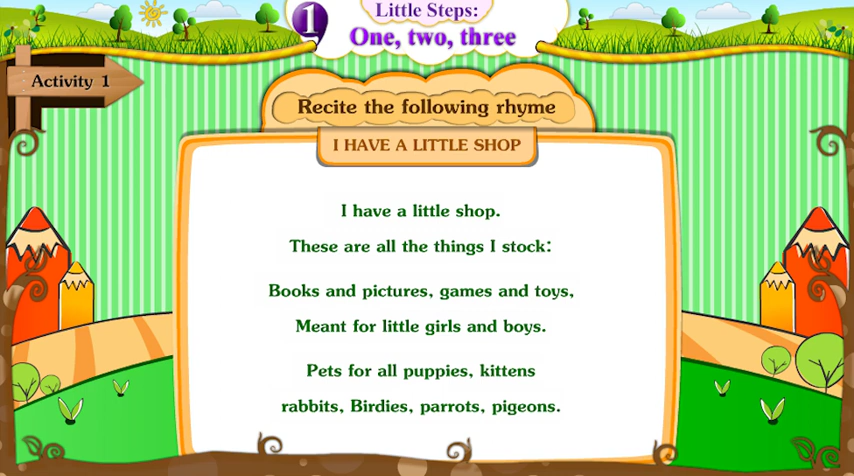 1
Little Steps:
One, two, three
Activity 1
Recite the following rhyme
I HAVE A LITTLE SHOP
I have a little shop.
These are all the things I stock:
Books and pictures, games and toys,
Meant for little girls and boys.
Pets for all puppies, kittens
rabbits, Birdies, parrots, pigeons.